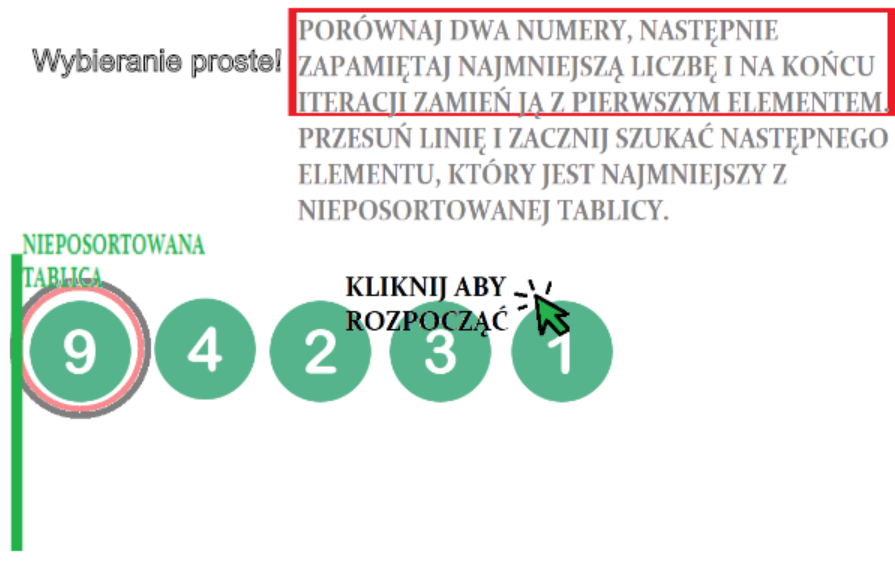 Wybieranie proste!
PORÓWNAJ DWA NUMERY, NASTĘPNIE
ZAPAMIĘTAJ NAJMNIEJSZĄ LICZBĘ I NA KOŃCU
ITERACJI ZAMIEŃ JĄ Z PIERWSZYM ELEMENTEM.
PRZESUŃ LINIĘ I ZACZNIJ SZUKAĆ NASTĘPNEGO
ELEMENTU, KTÓRY JEST NAJMNIEJSZY Z
NIEPOSORTOWANEJ TABLICY.
NIEPOSORTOWANA
TABLICA
KLIKNIJ ABY
ROZPOCZĄĆ
9 4 2 3 1